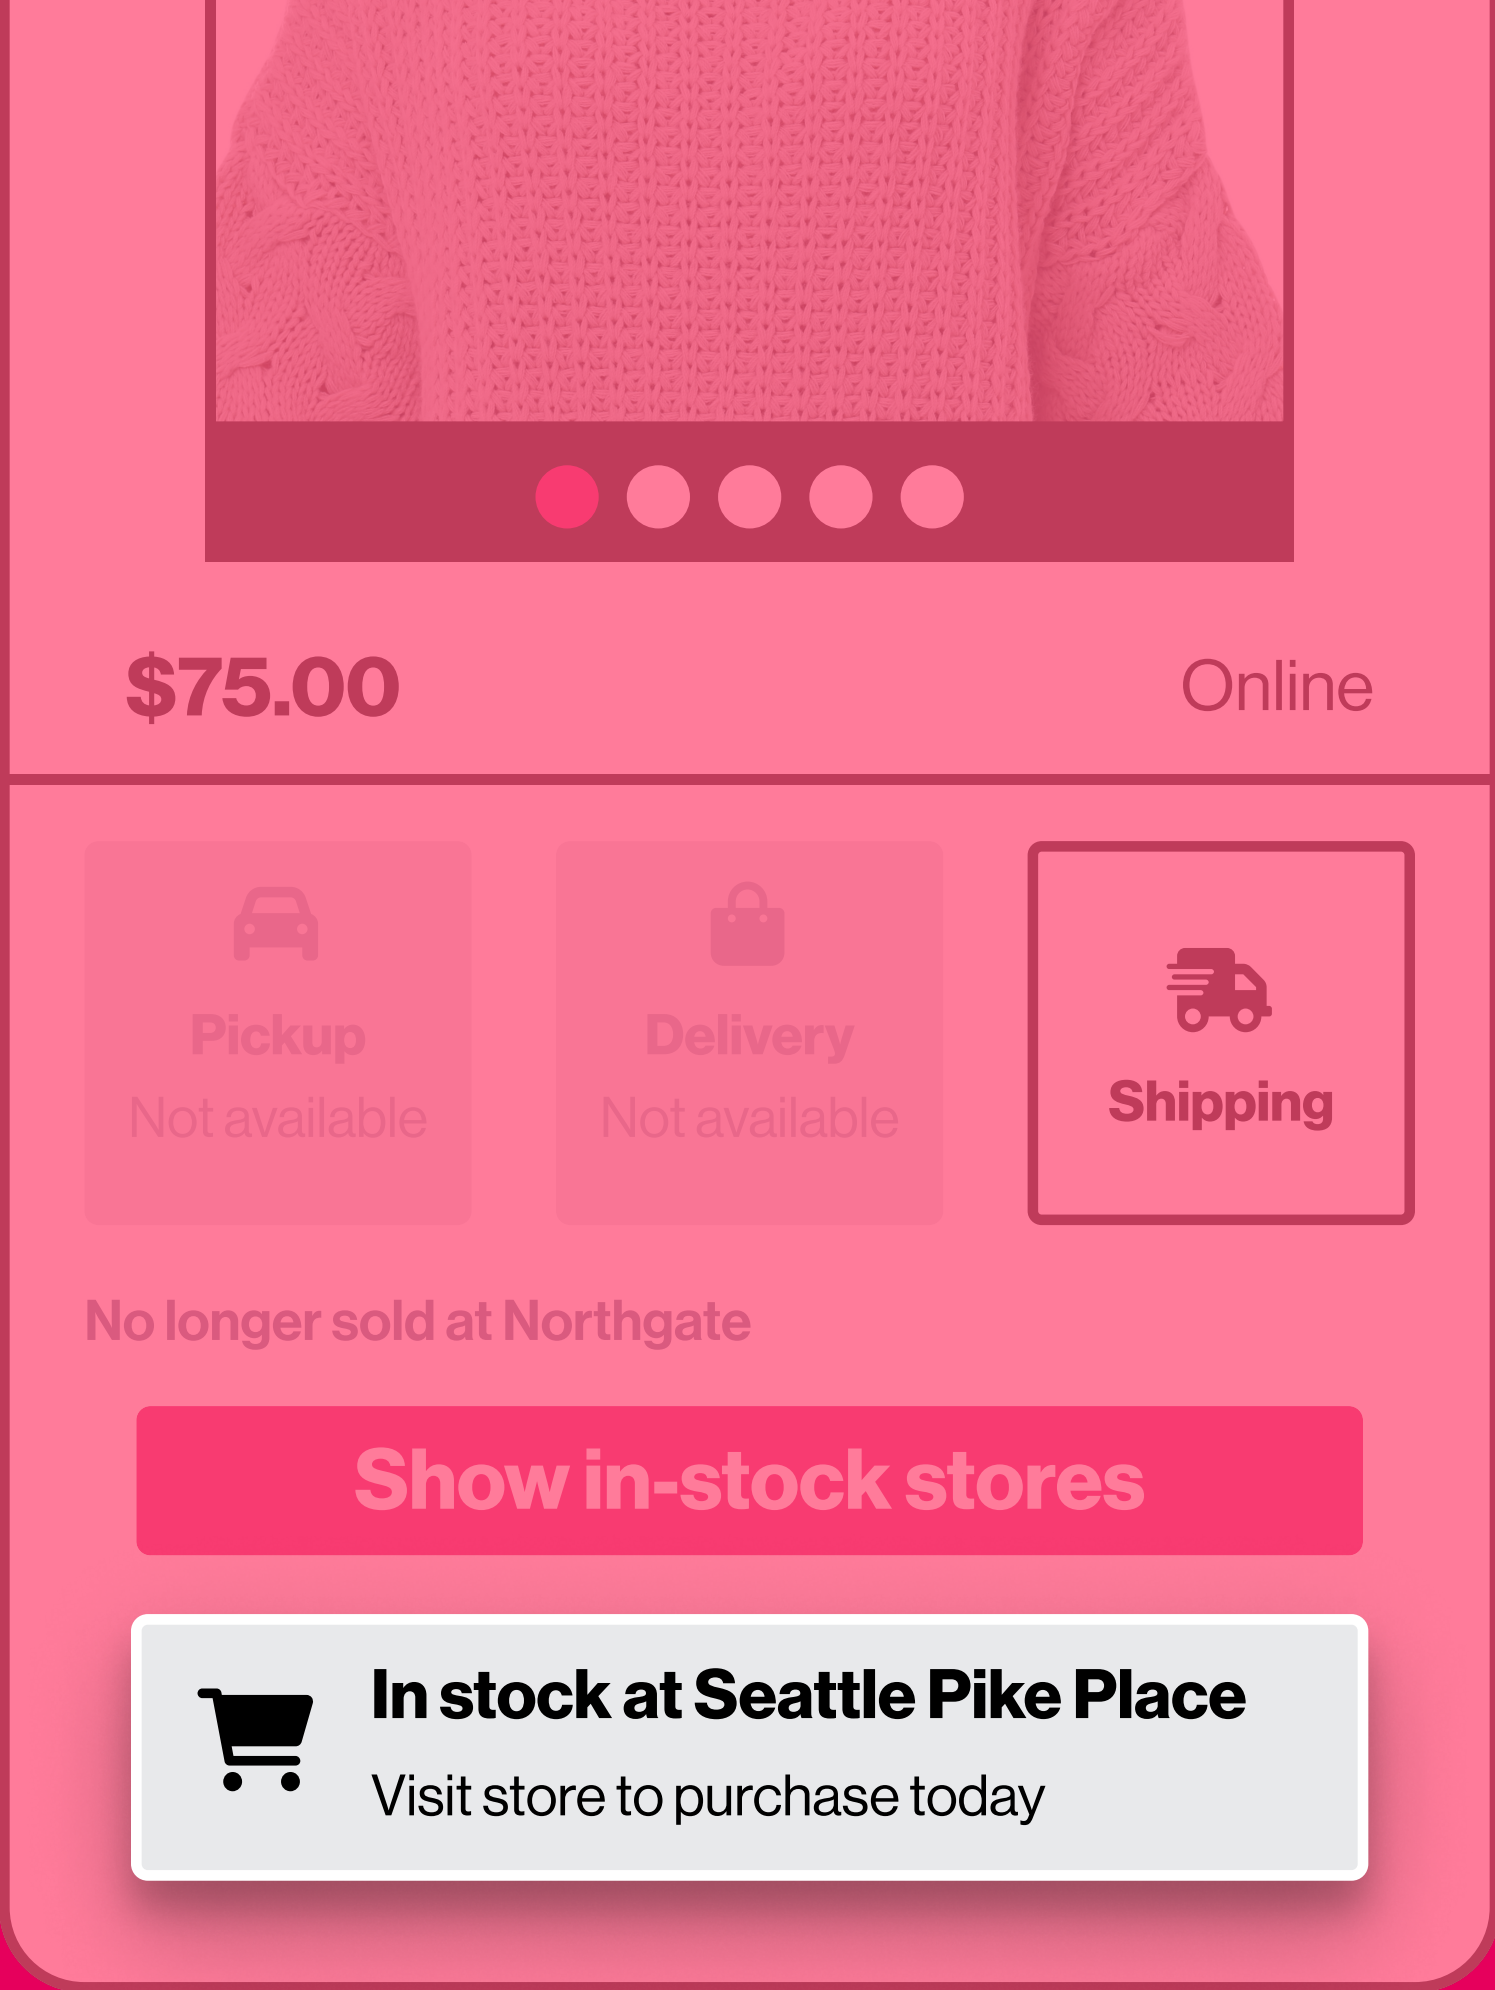 $75.00 Online
Pickup
Not available
Delivery
Not available
Shipping
No longer sold at Northgate
Show in-stock stores
In stock at Seattle Pike Place
Visit store to purchase today